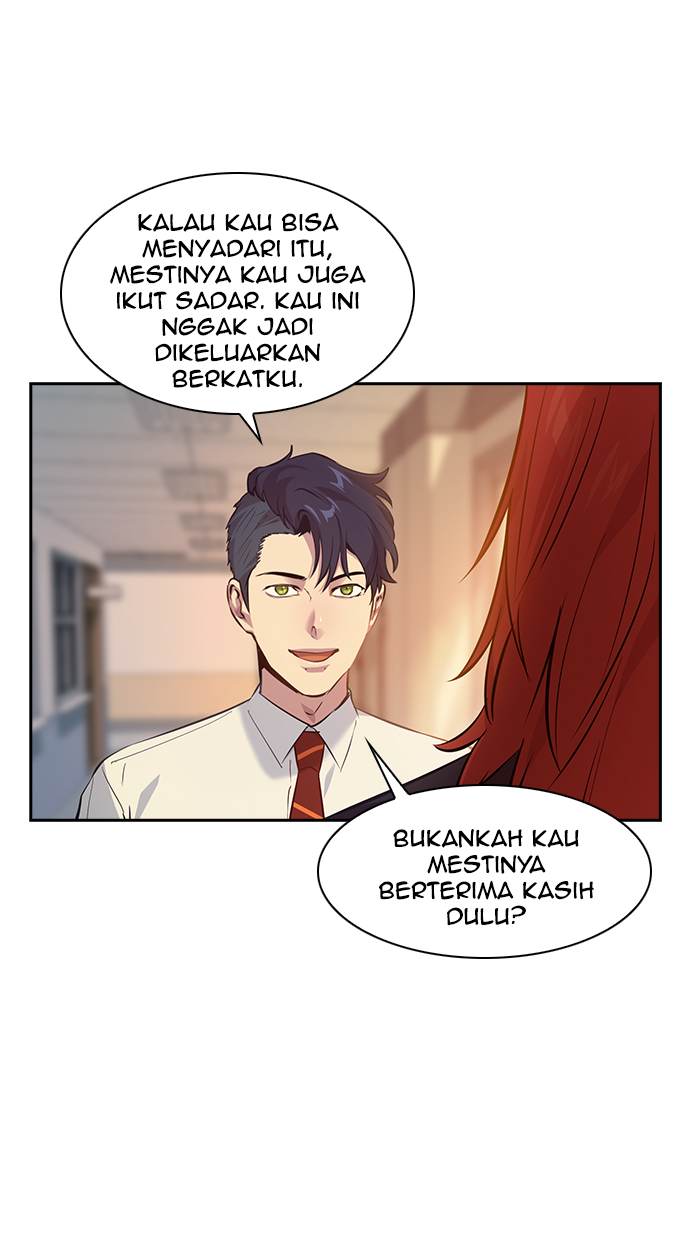 KALAU KAU BISA
MENYADARI ITU,
MESTINYA KAU JUGA
IKUT SADAR. KAU INI
NGGAK JADI
DIKELUARKAN
BERKATKU.
BUKANKAH KAU
MESTINYA
BERTERIMA KASIH
DULU?